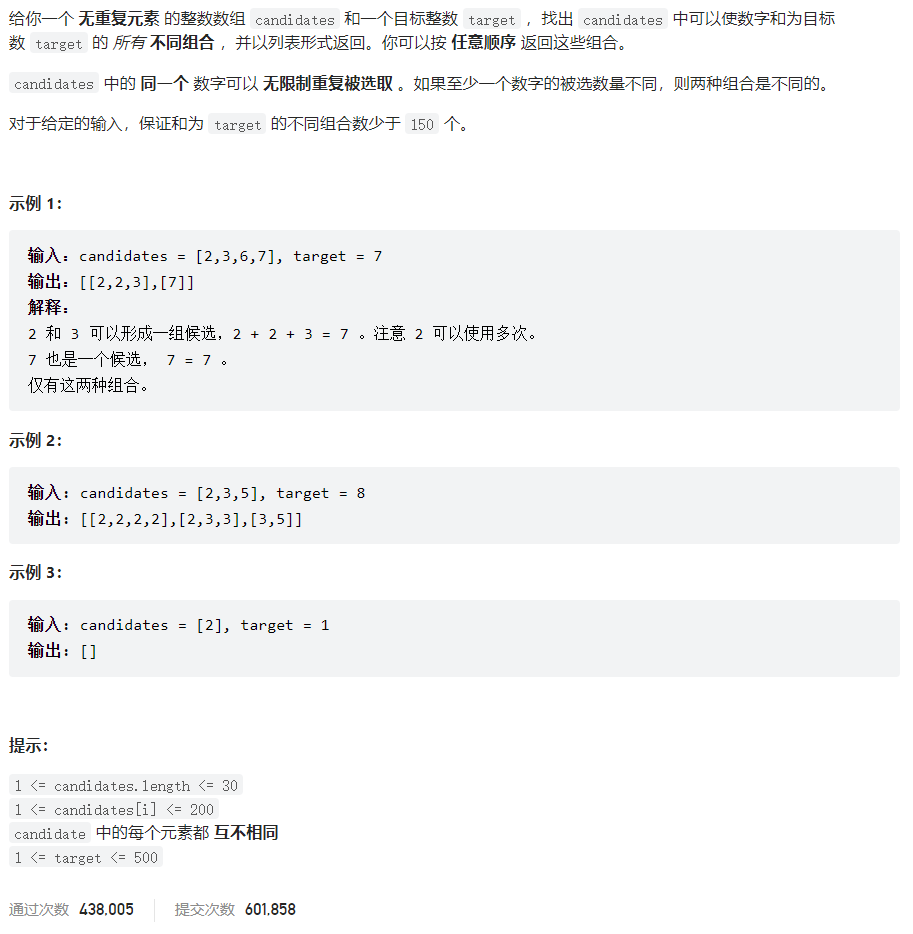 给你一个 无重复元素 的整数数组 candidates 和一个目标整数 target ，找出 candidates 中可以使数字和为目标
数 target 的 所有 不同组合 ，并以列表形式返回。你可以按 任意顺序 返回这些组合。
candidates 中的 同一个 数字可以 无限制重复被选取 。如果至少一个数字的被选数量不同，则两种组合是不同的。
对于给定的输入，保证和为 target 的不同组合数少于 150 个。
示例 1：
输入：candidates = [2,3,6,7], target = 7
输出：[[2,2,3],[7]]
解释：
2 和 3 可以形成一组候选，2 + 2 + 3 = 7 。注意 2 可以使用多次。
7 也是一个候选， 7 = 7 。
仅有这两种组合。
示例 2：
输入：candidates = [2,3,5], target = 8
输出：[[2,2,2,2],[2,3,3],[3,5]]
示例 3：
输入：candidates = [2], target = 1
输出：[]
提示：
1 <= candidates.length <= 30
1 <= candidates[i] <= 200
candidate 中的每个元素都 互不相同
1 <= target <= 500
通过次数 438,005 提交次数 601,858